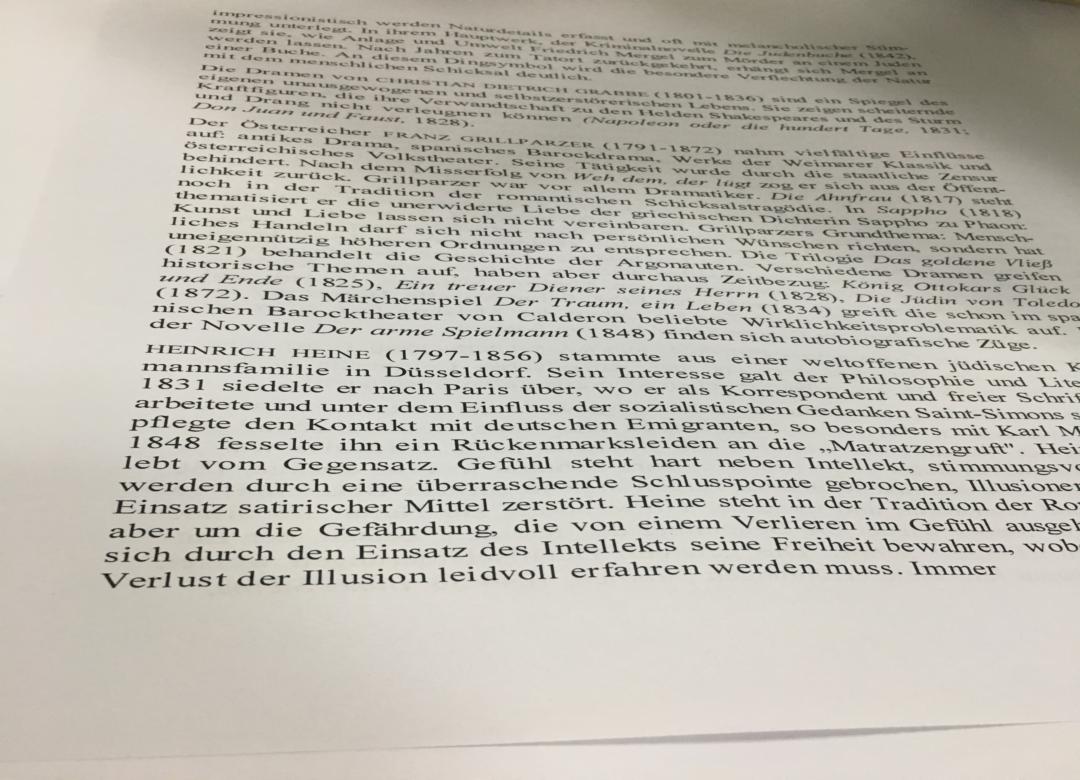 impressionistisch werden Naturdetails erfasst und oft mit melancholischer Stim-
mung unterlegt. In ihrem Hauptwerk, der Kriminalnovelle Die Judenbuche (1842),
zeigt sie, wie Anlage und Umwelt Friedrich Mergel zum Mörder an einem Juden
werden lassen. Nach Jahren zum Tatort zurückgekehrt, erhängt sich Mergel an
einer Buche. An diesem Dingsymbol wird die besondere Verflechtung der Natur
mit dem menschlichen Schicksal deutlich.
Die Dramen von CHRISTIAN DIETRICH GRABBE (1801-1836) sind ein Spiegel des
eigenen unausgewogenen und selbstzerstörerischen Lebens. Sie zeigen scheiternde
Kraftfiguren, die ihre Verwandtschaft zu den Helden Shakespeares und des Sturm
und Drang nicht verleugnen können (Napoleon oder die hundert Tage, 1831;
Don Juan und Faust, 1828).
Der Österreicher FRANZ GRILLPARZER (1791-1872) nahm vielfältige Einflüsse
auf: antikes Drama, spanisches Barockdrama, Werke der Weimarer Klassik und
österreichisches Volkstheater. Seine Tätigkeit wurde durch die staatliche Zensur
behindert. Nach dem Misserfolg von Weh dem, der lügt zog er sich aus der Öffent-
lichkeit zurück. Grillparzer war vor allem Dramatiker. Die Ahnfrau (1817) steht
noch in der Tradition der romantischen Schicksalstragödie. In Sappho (1818)
thematisiert er die unerwiderte Liebe der griechischen Dichterin Sappho zu Phaon:
Kunst und Liebe lassen sich nicht vereinbaren. Grillparzers Grundthema: Mensch-
liches Handeln darf sich nicht nach persönlichen Wünschen richten, sondern hat
uneigennützig höheren Ordnungen zu entsprechen. Die Trilogie Das goldene Vließ
(1821) behandelt die Geschichte der Argonauten. Verschiedene Dramen greifen
historische Themen auf, haben aber durchaus Zeitbezug: König Ottokars Glück
und Ende (1825), Ein treuer Diener seines Herrn (1828), Die Jüdin von Toledo
(1872). Das Märchenspiel Der Traum, ein Leben (1834) greift die schon im spa
nischen Barocktheater von Calderon beliebte Wirklichkeitsproblematik auf.
der Novelle Der arme Spielmann (1848) finden sich autobiografische Züge.
HEINRICH HEINE (1797-1856) stammte aus einer weltoffenen jüdischen K
mannsfamilie in Düsseldorf. Sein Interesse galt der Philosophie und Lite
1831 siedelte er nach Paris über, wo er als Korrespondent und freier Schrif
arbeitete und unter dem Einfluss der sozialistischen Gedanken Saint-Simons s
pflegte den Kontakt mit deutschen Emigranten, so besonders mit Karl M
1848 fesselte ihn ein Rückenmarksleiden an die „Matratzengruft". Hei
lebt vom Gegensatz. Gefühl steht hart neben Intellekt, stimmungsv
werden durch eine überraschende Schlusspointe gebrochen, Illusione
Einsatz satirischer Mittel zerstört. Heine steht in der Tradition der Ro
aber um die Gefährdung, die von einem Verlieren im Gefühl ausgeh
sich durch den Einsatz des Intellekts seine Freiheit bewahren, wob
Verlust der Illusion leidvoll erfahren werden muss. Immer